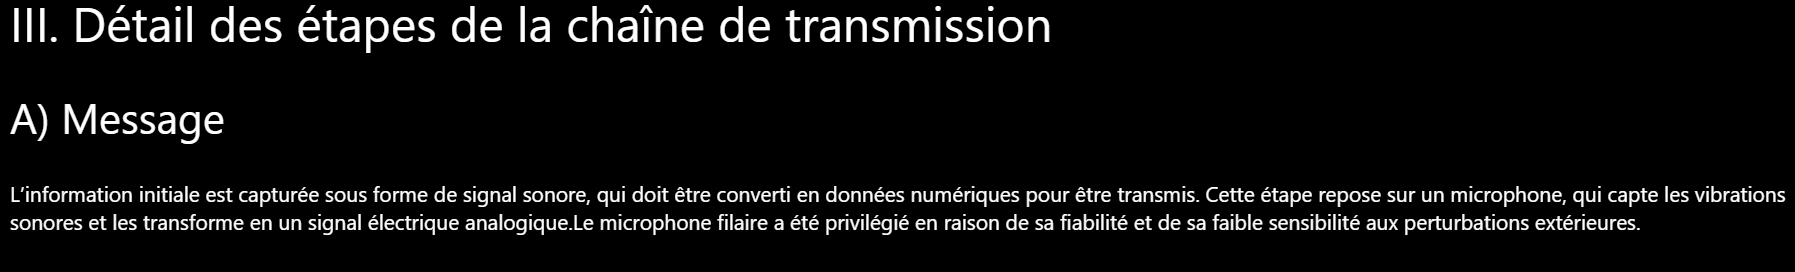 III. Détail des étapes de la chaîne de transmission
A) Message
L’information initiale est capturée sous forme de signal sonore, qui doit être converti en données numériques pour être transmis. Cette étape repose sur un microphone, qui capte les vibrations
sonores et les transforme en un signal électrique analogique.Le microphone filaire a été privilégié en raison de sa fiabilité et de sa faible sensibilité aux perturbations extérieures.